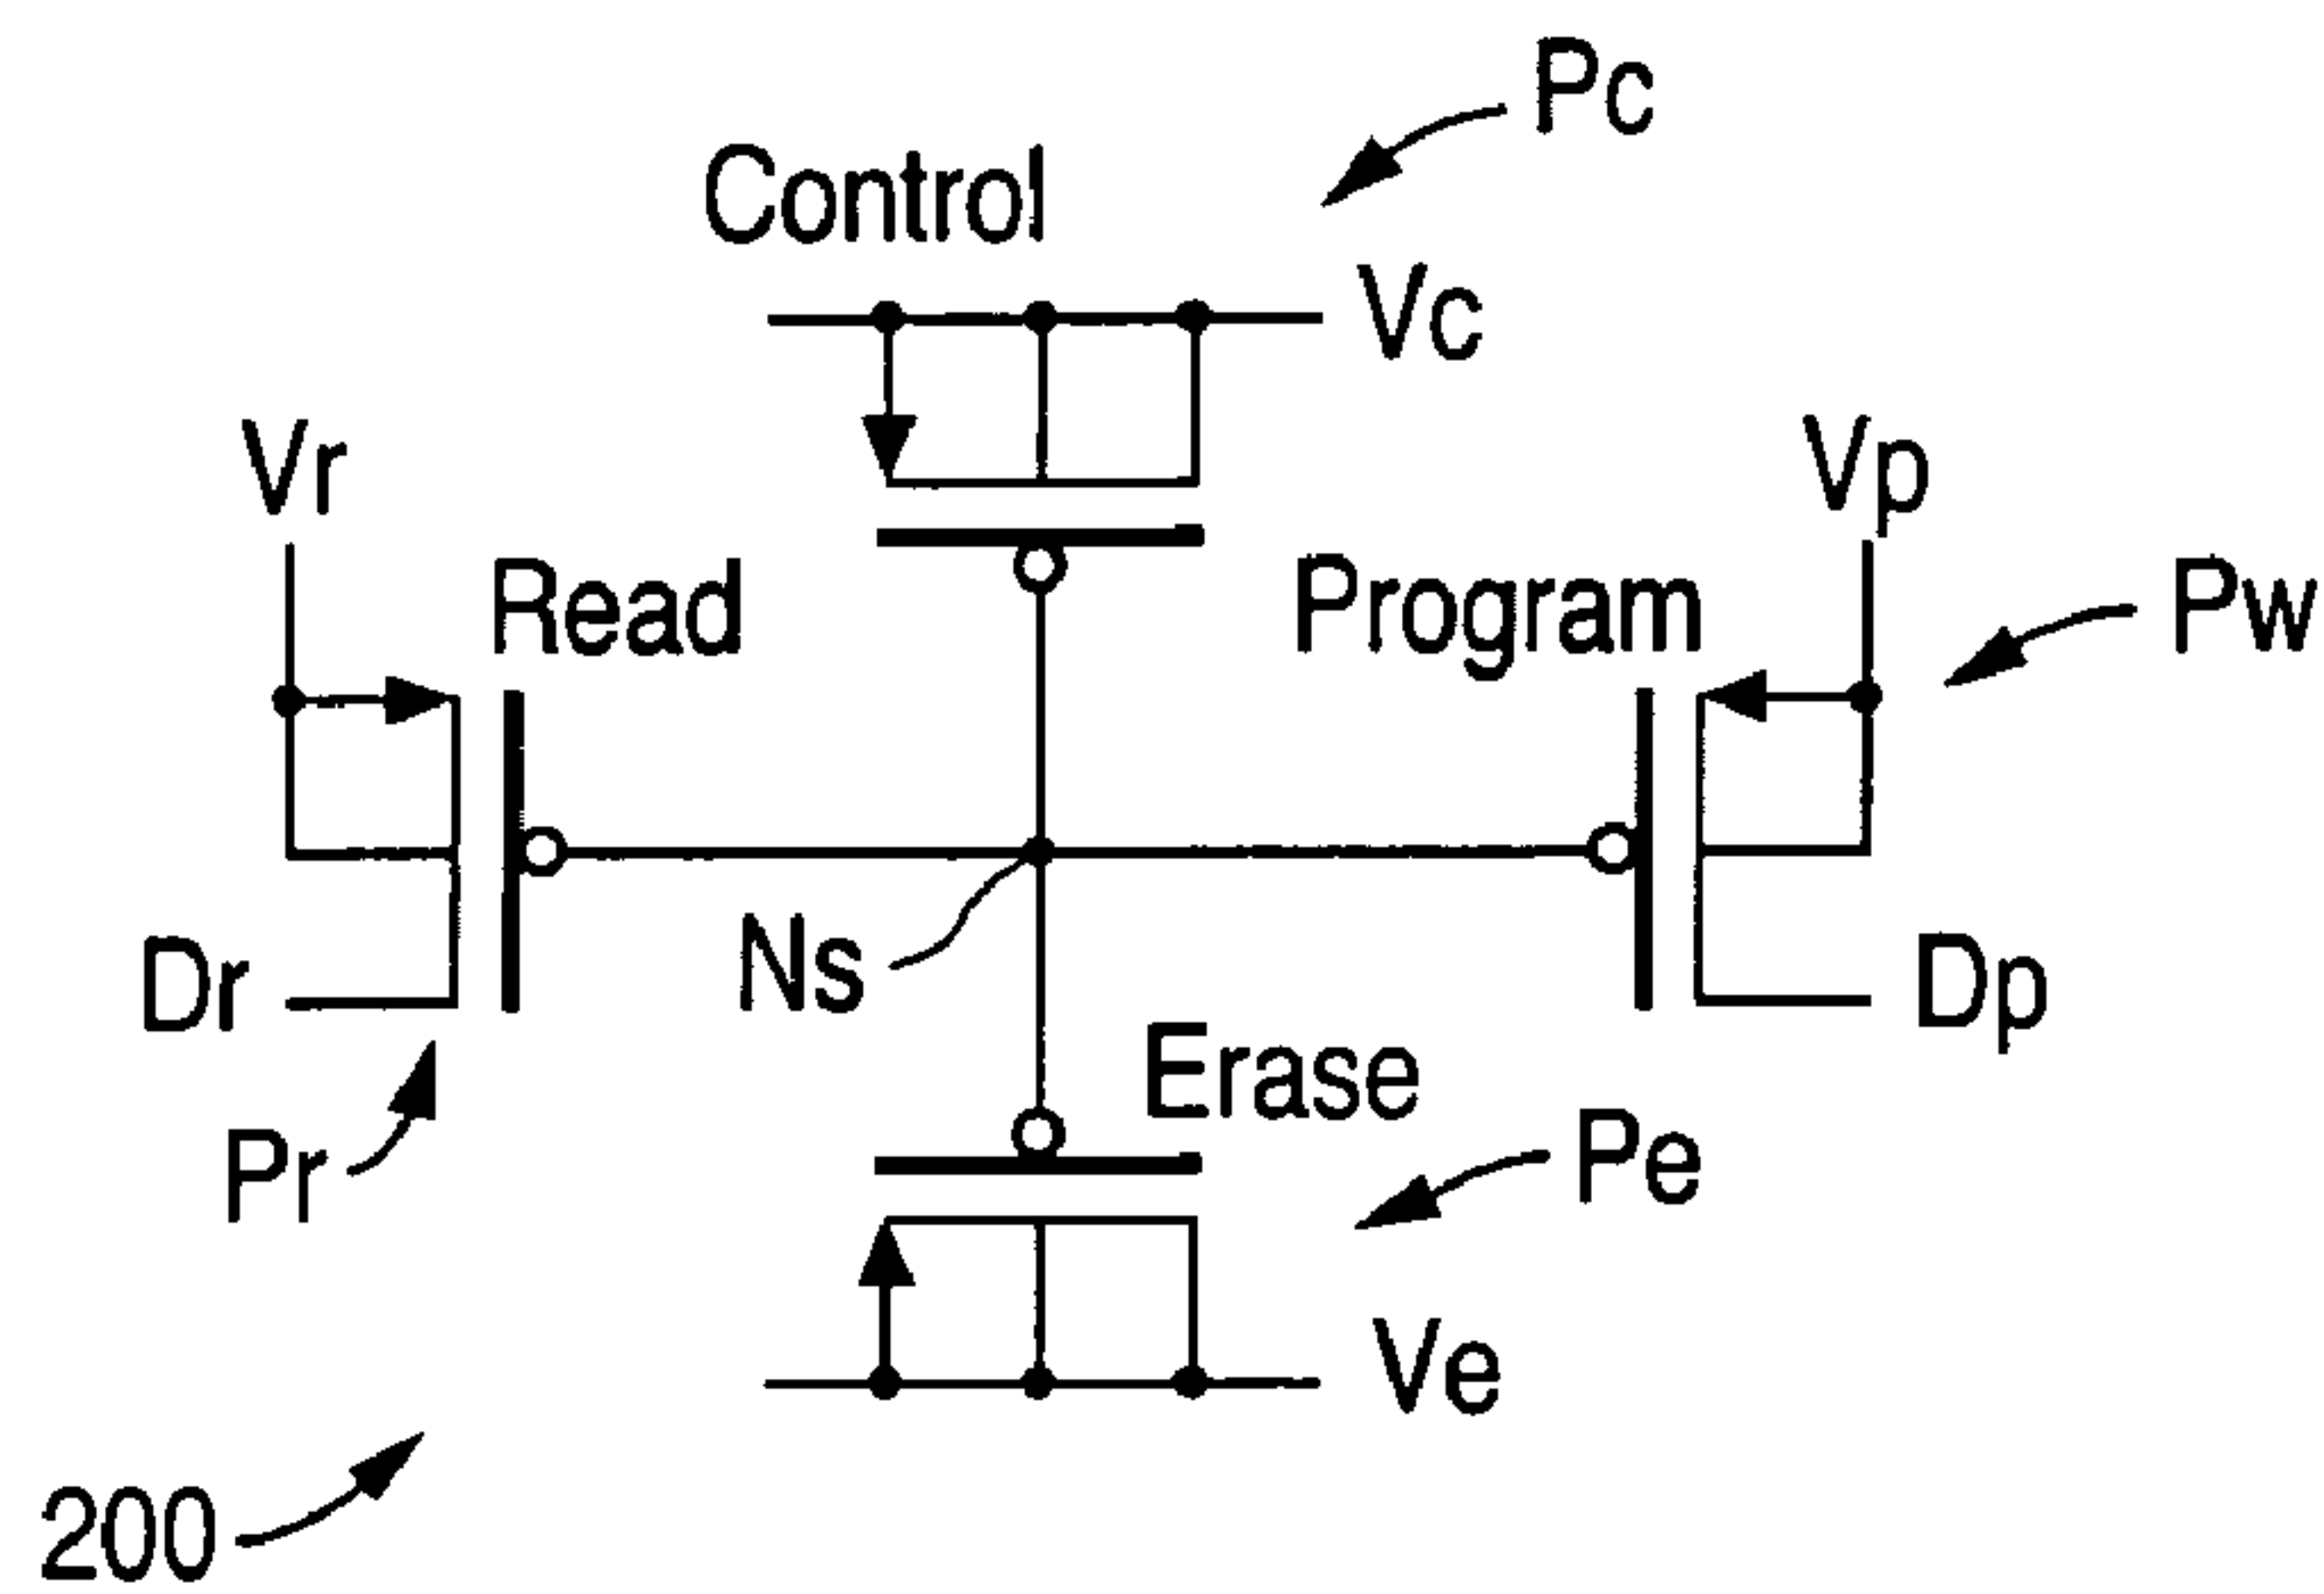 Pc
Control
Vc
Vr
Vp
Read
Program
Pw
Ns
Dr
Dp
Erase
Pr
Pe
Ve
200